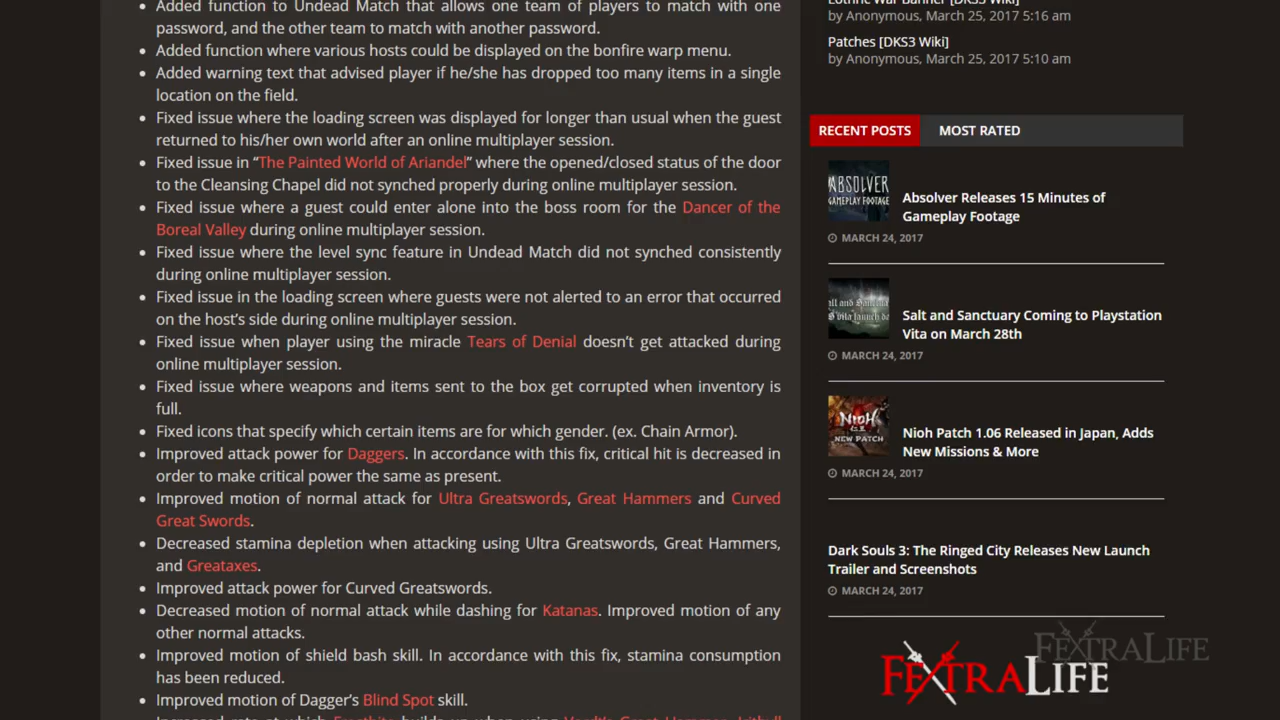 Added function to Undead Match that allows one team of players to match with one
password, and the other team to match with another password.
Added function where various hosts could be displayed on the bonfire warp menu.
Added warning text that advised player if he/she has dropped too many items in a single
location on the field.
Fixed issue where the loading screen was displayed for longer than usual when the guest
returned to his/her own world after an online multiplayer session.
Fixed issue in “The Painted World of Ariandel” where the opened/closed status of the door
to the Cleansing Chapel did not synched properly during online multiplayer session.
Fixed issue where a guest could enter alone into the boss room for the Dancer of the
Boreal Valley during online multiplayer session.
Fixed issue where the level sync feature in Undead Match did not synched consistently
during online multiplayer session.
Fixed issue in the loading screen where guests were not alerted to an error that occurred
on the host’s side during online multiplayer session.
Fixed issue when player using the miracle Tears of Denial doesn’t get attacked during
online multiplayer session.
Fixed issue where weapons and items sent to the box get corrupted when inventory is
full.
Fixed icons that specify which certain items are for which gender. (ex. Chain Armor).
Improved attack power for Daggers. In accordance with this fix, critical hit is decreased in
order to make critical power the same as present.
Improved motion of normal attack for Ultra Greatswords, Great Hammers and Curved
Great Swords.
Decreased stamina depletion when attacking using Ultra Greatswords, Great Hammers,
and Greataxes.
Improved attack power for Curved Greatswords.
Decreased motion of normal attack while dashing for Katanas. Improved motion of any
other normal attacks.
Improved motion of shield bash skill. In accordance with this fix, stamina consumption
has been reduced.
Improved motion of Dagger’s Blind Spot skill.
by Anonymous, March 25, 2017 5:16 am
Patches [DKS3 Wiki]
by Anonymous, March 25, 2017 5:10 am
RECENT POSTS MOST RATED
ABSOLVER
GAMEPLAY FOOTAGE
Absolver Releases 15 Minutes of
Gameplay Footage
MARCH 24, 2017
Salt and Sanctuary Coming to Playstation
Vita on March 28th
MARCH 24, 2017
NIOH
NEW PATCH
Nioh Patch 1.06 Released in Japan, Adds
New Missions & More
MARCH 24, 2017
Dark Souls 3: The Ringed City Releases New Launch
Trailer and Screenshots
MARCH 24, 2017
FEXTRALIFE
FEXTRALIFE